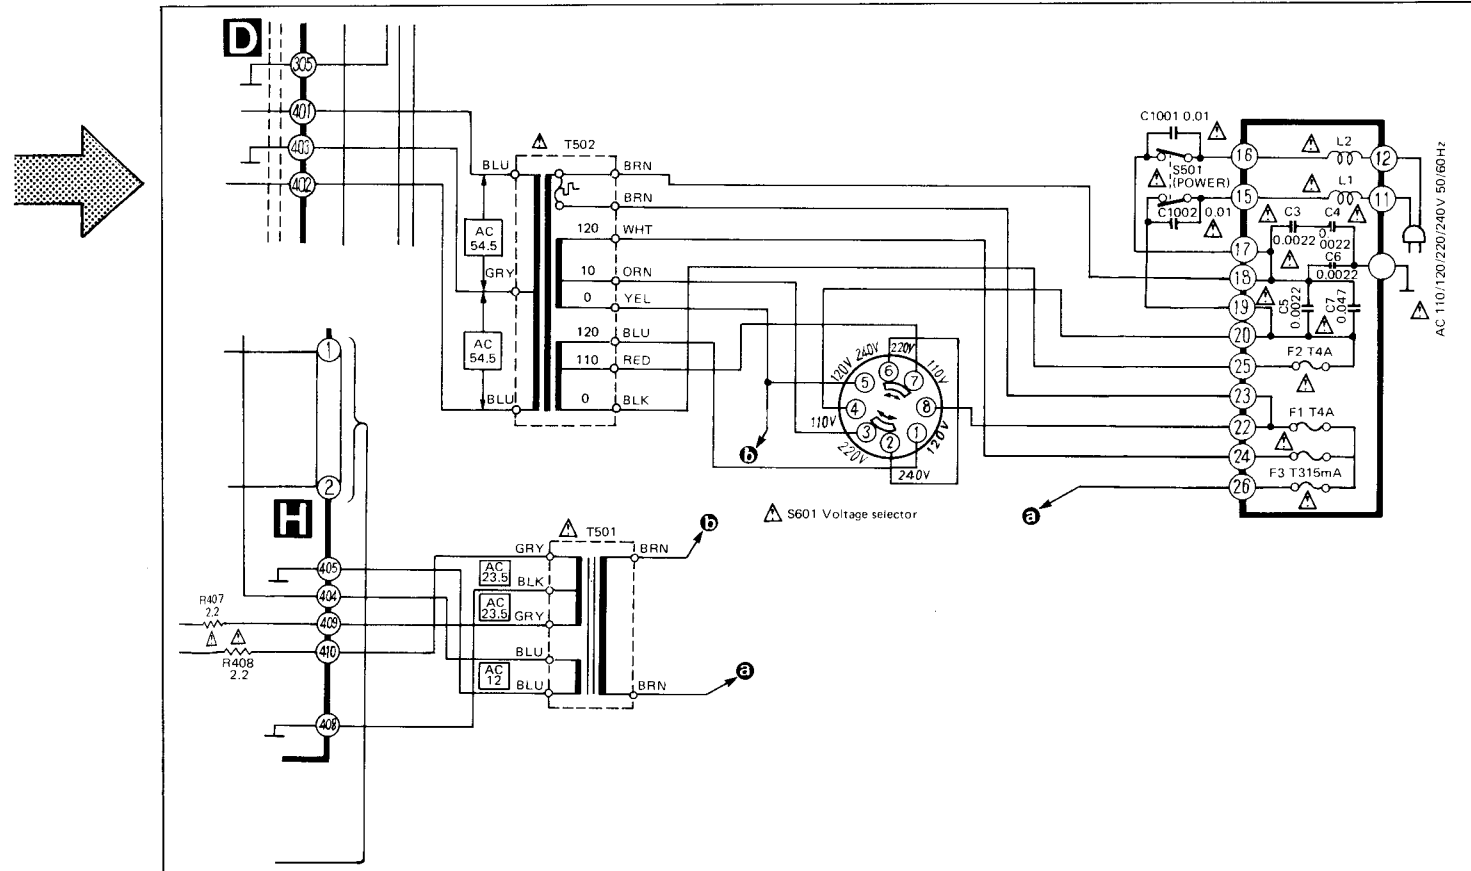 D
305
401
403
402
T502
BLU
BRN
BRN
120 WHT
AC
54.5
GRY
10 ORN
0 YEL
120 BLU
110 RED
AC
54.5
BLU
0 BLK
C1001 0.01
S501
(POWER)
C1002 0.01
16
15
17
18
19
20
25
23
22
24
26
L2
12
L1
11
C3
0.0022
C4
0.0022
C6
0.0022
C5
0.0022
C7
0.047
F2 T4A
F1 T4A
F3 T315mA
AC 110/120/220/240V 50/60Hz
120V
240V
220V
110V
5
6
7
4
8
3
2
1
110V
220V
240V
120V
b
a
S601 Voltage selector
1
2
H
405
404
409
410
408
R407
2.2
R408
2.2
T501
GRY
BRN
AC
23.5
BLK
AC
23.5
GRY
BLU
AC
12
BLU
BRN
b
a